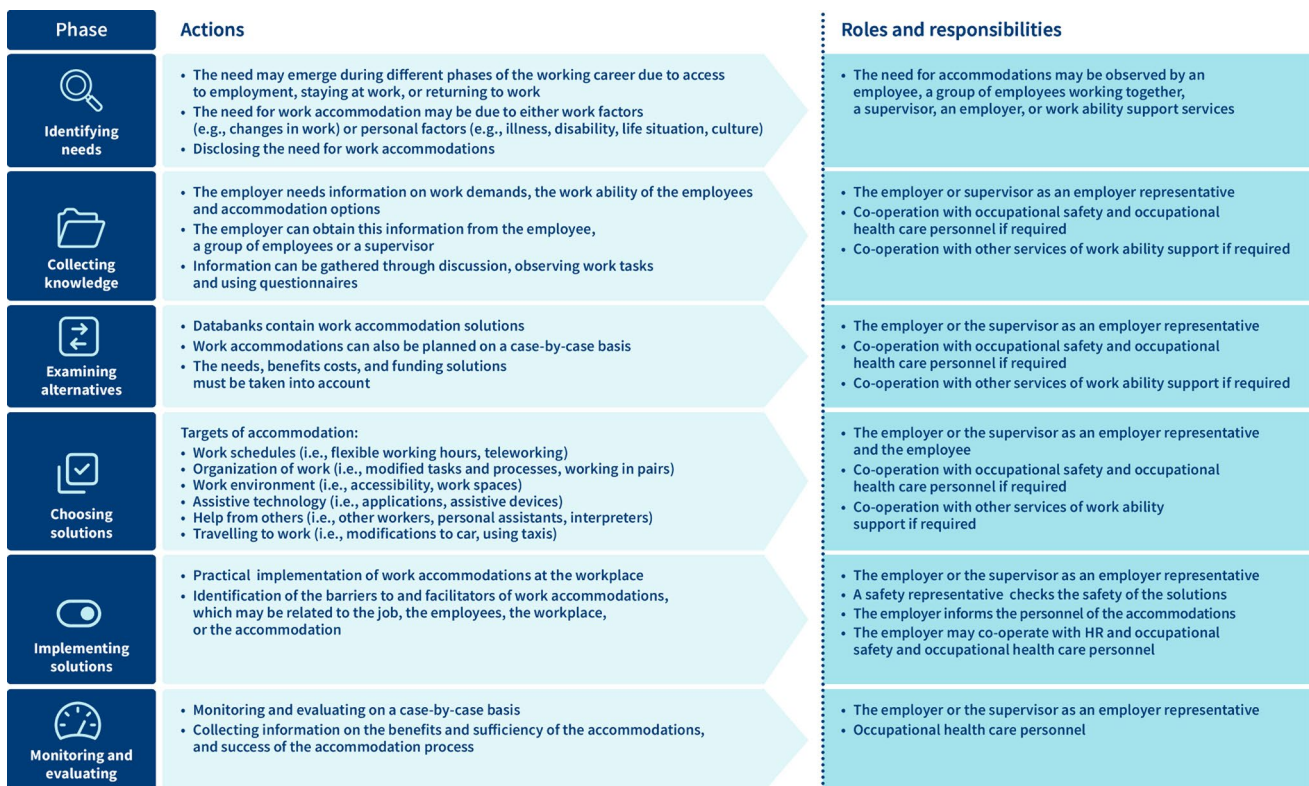 Phase
Actions
Roles and responsibilities
Identifying
needs
• The need may emerge during different phases of the working career due to access
to employment, staying at work, or returning to work
• The need for work accommodation may be due to either work factors
(e.g., changes in work) or personal factors (e.g., illness, disability, life situation, culture)
• Disclosing the need for work accommodations
• The need for accommodations may be observed by an
employee, a group of employees working together,
a supervisor, an employer, or work ability support services
Collecting
knowledge
• The employer needs information on work demands, the work ability of the employees
and accommodation options
• The employer can obtain this information from the employee,
a group of employees or a supervisor
• Information can be gathered through discussion, observing work tasks
and using questionnaires
• The employer or supervisor as an employer representative
• Co-operation with occupational safety and occupational
health care personnel if required
• Co-operation with other services of work ability support if required
Examining
alternatives
• Databanks contain work accommodation solutions
• Work accommodations can also be planned on a case-by-case basis
• The needs, benefits costs, and funding solutions
must be taken into account
• The employer or the supervisor as an employer representative
• Co-operation with occupational safety and occupational
health care personnel if required
• Co-operation with other services of work ability support if required
Choosing
solutions
Targets of accommodation:
• Work schedules (i.e., flexible working hours, teleworking)
• Organization of work (i.e., modified tasks and processes, working in pairs)
• Work environment (i.e., accessibility, work spaces)
• Assistive technology (i.e., applications, assistive devices)
• Help from others (i.e., other workers, personal assistants, interpreters)
• Travelling to work (i.e., modifications to car, using taxis)
• The employer or the supervisor as an employer representative
and the employee
• Co-operation with occupational safety and occupational
health care personnel if required
• Co-operation with other services of work ability
support if required
Implementing
solutions
• Practical implementation of work accommodations at the workplace
• Identification of the barriers to and facilitators of work accommodations,
which may be related to the job, the employees, the workplace,
or the accommodation
• The employer or the supervisor as an employer representative
• A safety representative checks the safety of the solutions
• The employer informs the personnel of the accommodations
• The employer may co-operate with HR and occupational
safety and occupational health care personnel
Monitoring and
evaluating
• Monitoring and evaluating on a case-by-case basis
• Collecting information on the benefits and sufficiency of the accommodations,
and success of the accommodation process
• The employer or the supervisor as an employer representative
• Occupational health care personnel